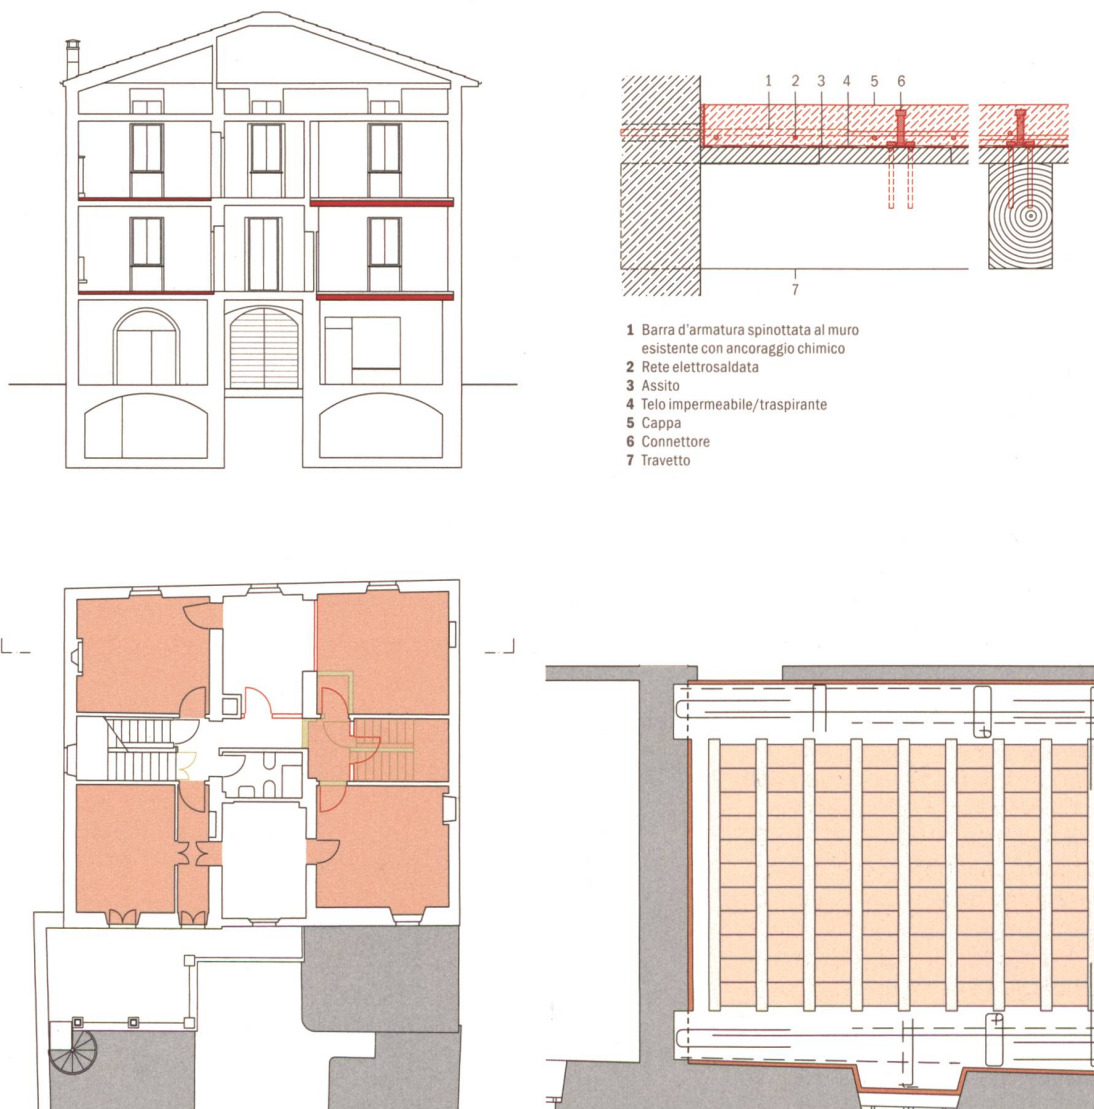 1 2 3 4 5 6
7
1 Barra d'armatura spinottata al muro
esistente con ancoraggio chimico
2 Rete elettrosaldata
3 Assito
4 Telo impermeabile/traspirante
5 Cappa
6 Connettore
7 Travetto